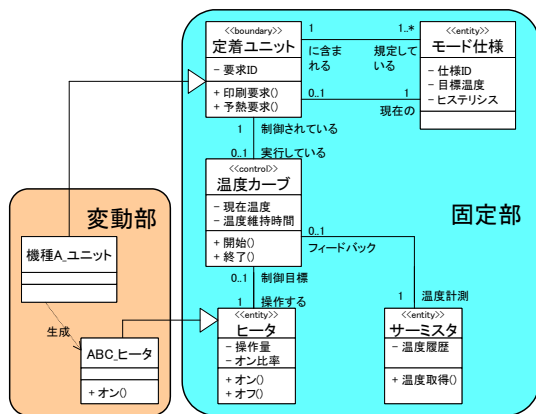 <<boundary>>
定着ユニット
- 要求ID
+ 印刷要求()
+ 予熱要求()
1
1..*
に含ま
れる
規定して
いる
0..1
1
現在の
<<entity>>
モード仕様
- 仕様ID
- 目標温度
- ヒステリシス
1
制御されている
0..1
実行している
<<control>>
温度カーブ
- 現在温度
- 温度維持時間
+ 開始()
+ 終了()
固定部
0..1
フィードバック
変動部
機種A_ユニット
生成
ABC_ヒータ
+ オン()
0..1
制御目標
1
操作する
<<entity>>
ヒータ
- 操作量
- オン比率
+ オン()
+ オフ()
1
温度計測
<<entity>>
サーミスタ
- 温度履歴
+ 温度取得()